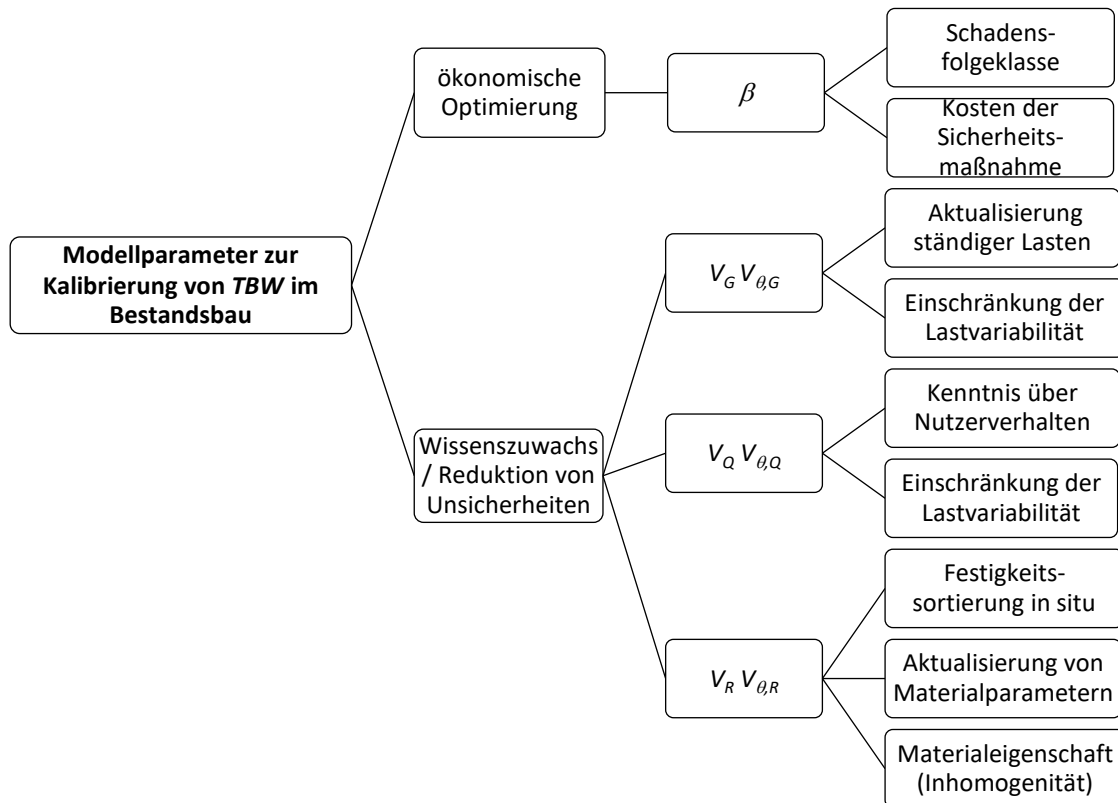 Modellparameter zur
Kalibrierung von TBW im
Bestandsbau
ökonomische
Optimierung
β
Schadens-
folgeklasse
Kosten der
Sicherheits-
maßnahme
Wissenszuwachs
/ Reduktion von
Unsicherheiten
V_G V_θ,G
Aktualisierung
ständiger Lasten
Einschränkung der
Lastvariabilität
V_Q V_θ,Q
Kenntnis über
Nutzerverhalten
Einschränkung der
Lastvariabilität
V_R V_θ,R
Festigkeits-
sortierung in situ
Aktualisierung von
Materialparametern
Materialeigenschaft
(Inhomogenität)